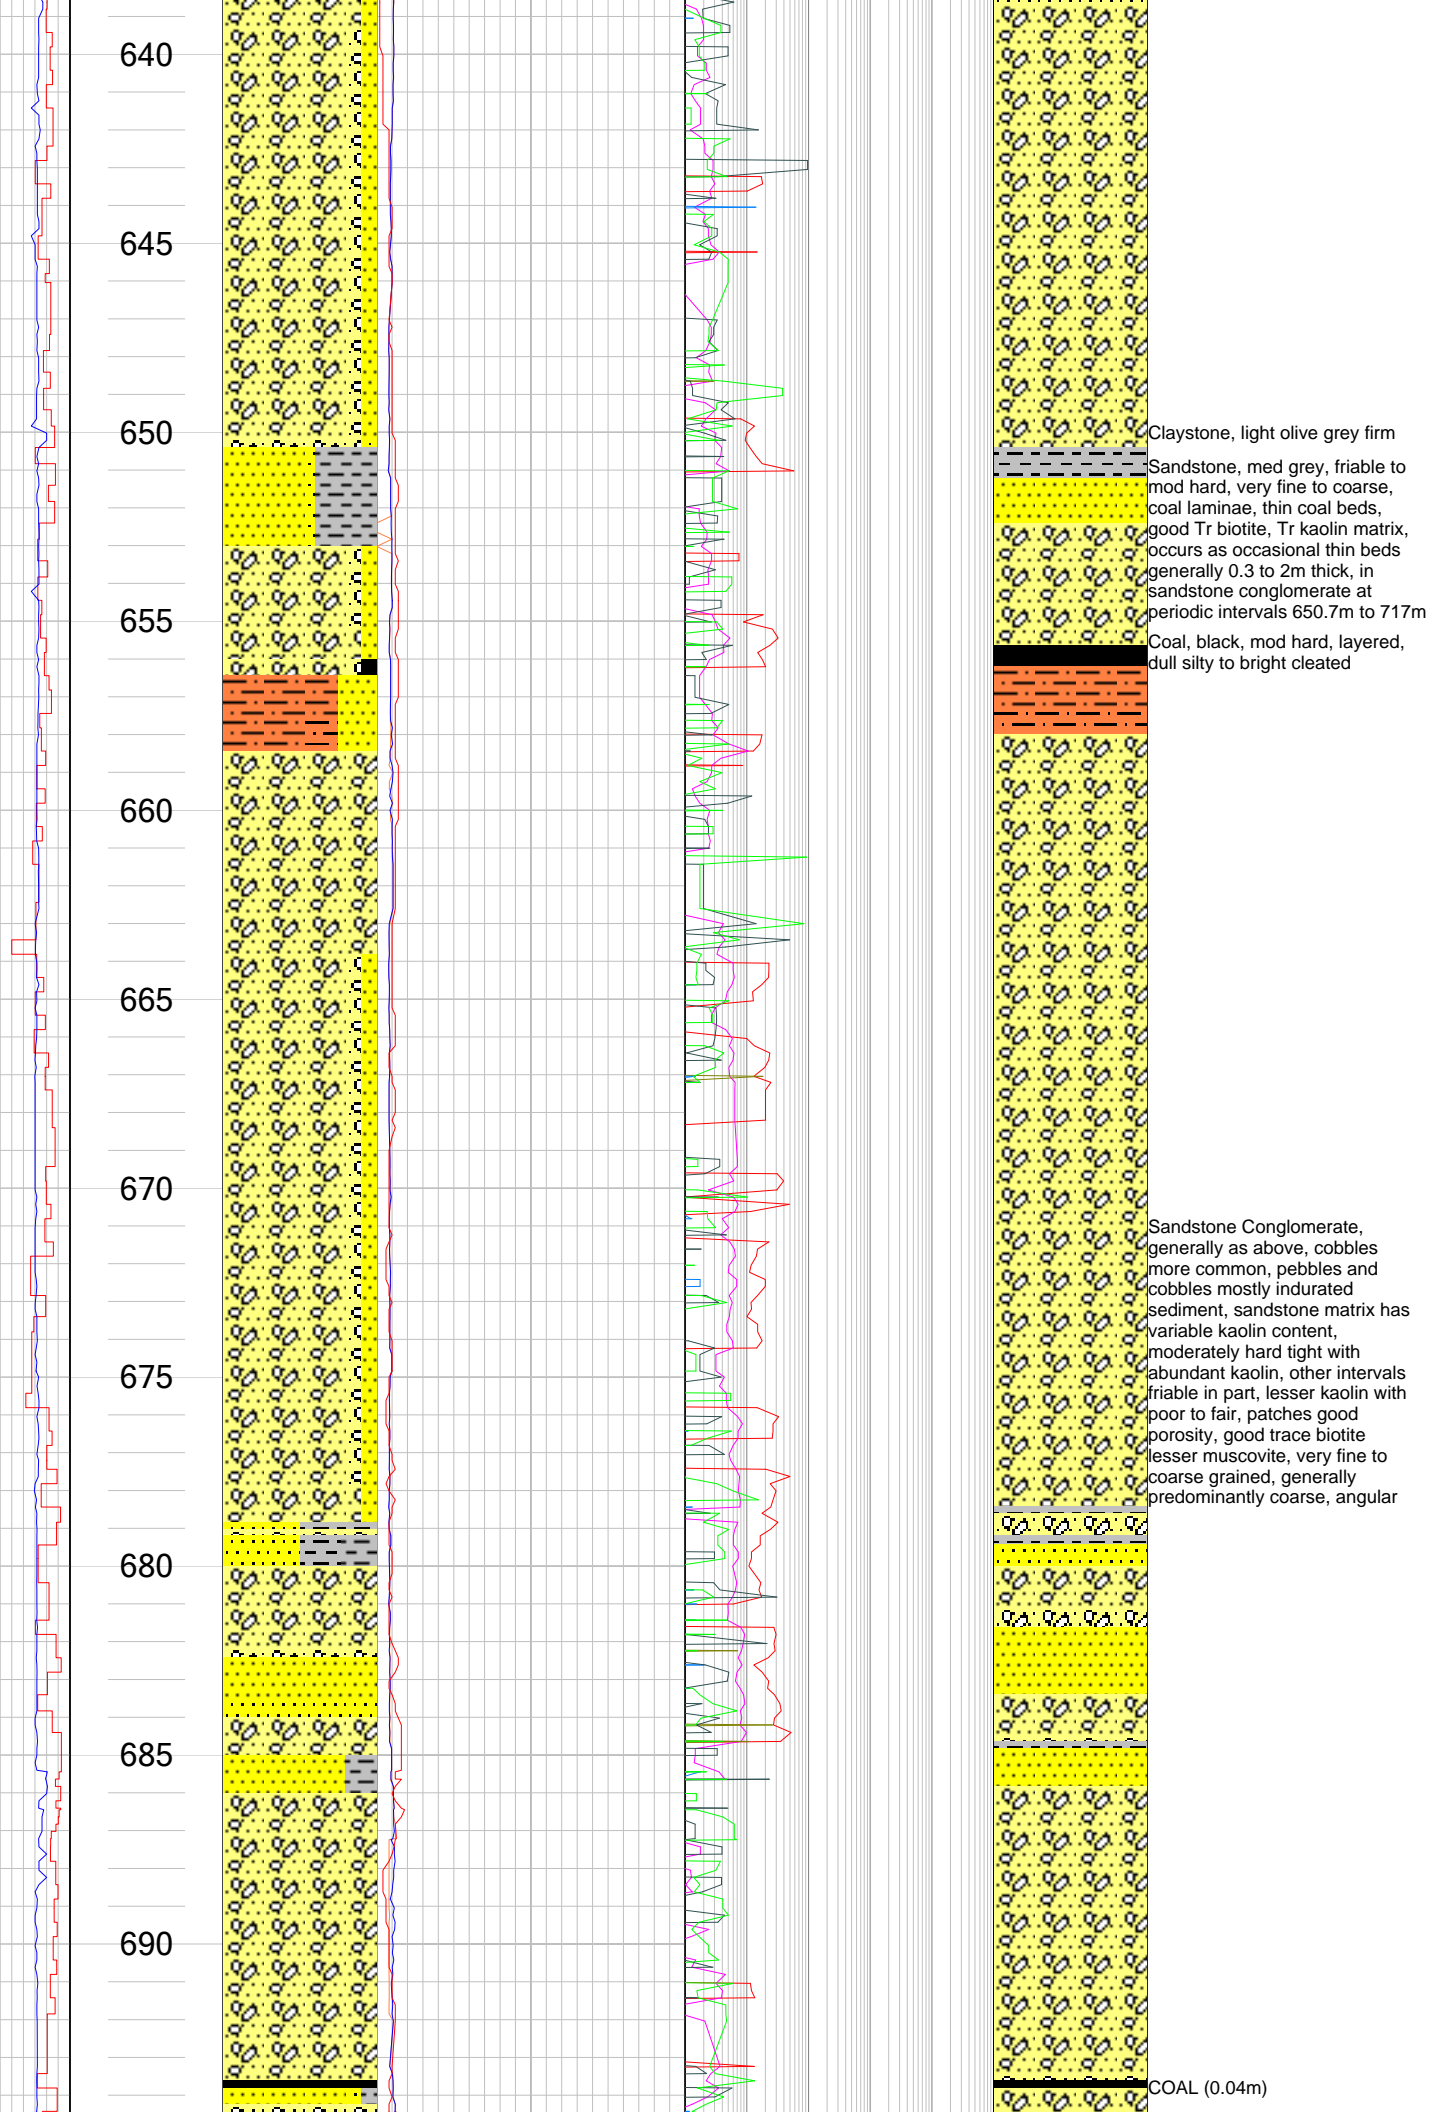 640
645
650
655
660
665
670
675
680
685
690
Claystone, light olive grey firm
Sandstone, med grey, friable to
mod hard, very fine to coarse,
coal laminae, thin coal beds,
good Tr biotite, Tr kaolin matrix,
occurs as occasional thin beds
generally 0.3 to 2m thick, in
sandstone conglomerate at
periodic intervals 650.7m to 717m
Coal, black, mod hard, layered,
dull silty to bright cleated
Sandstone Conglomerate,
generally as above, cobbles
more common, pebbles and
cobbles mostly indurated
sediment, sandstone matrix has
variable kaolin content,
moderately hard tight with
abundant kaolin, other intervals
friable in part, lesser kaolin with
poor to fair, patches good
porosity, good trace biotite
lesser muscovite, very fine to
coarse grained, generally
predominantly coarse, angular
COAL (0.04m)